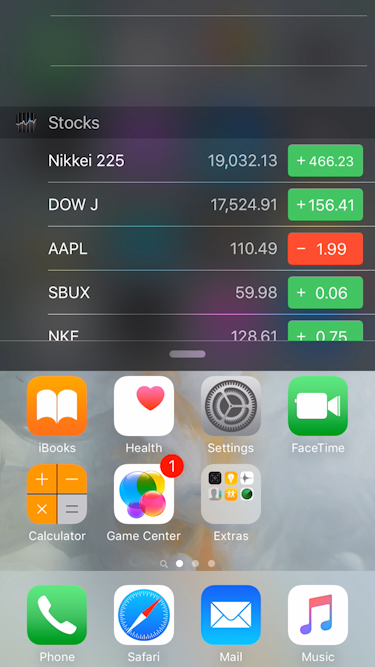 Stocks
Nikkei 225 19,032.13 + 466.23
DOW J 17,524.91 + 156.41
AAPL 110.49 − 1.99
SBUX 59.98 + 0.06
NKE 128.61 + 0.75
iBooks Health Settings FaceTime
1
Calculator Game Center Extras
Phone Safari Mail Music